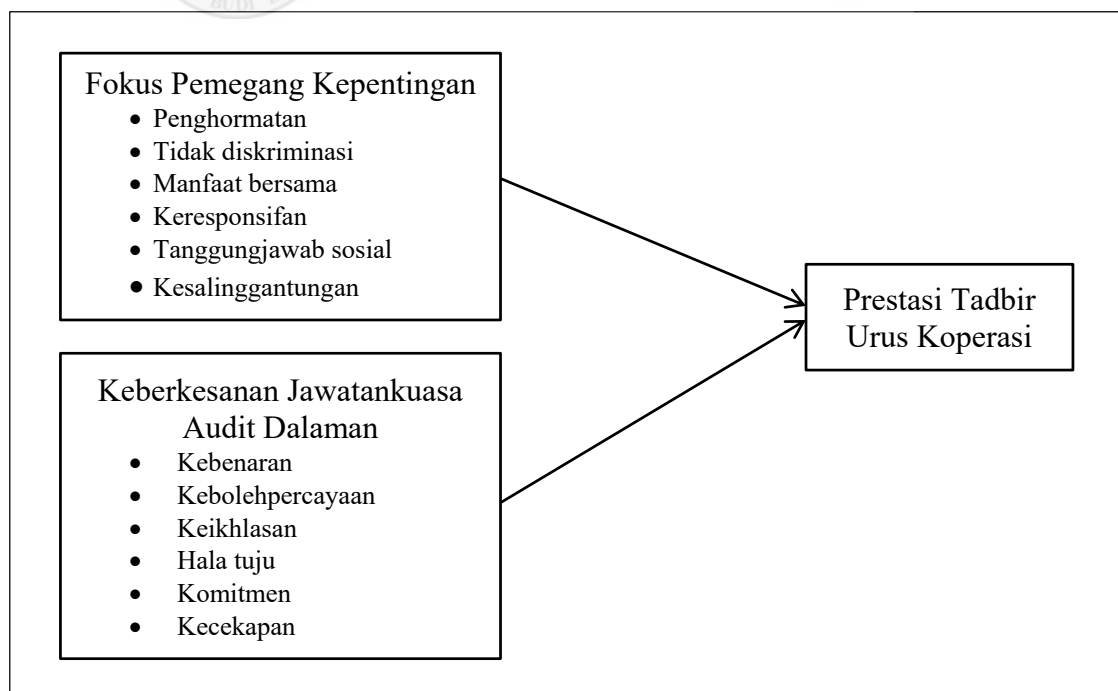 BUDI
Fokus Pemegang Kepentingan
• Penghormatan
• Tidak diskriminasi
• Manfaat bersama
• Keresponsifan
• Tanggungjawab sosial
• Kesalinggantungan
Keberkesanan Jawatankuasa
Audit Dalaman
• Kebenaran
• Kebolehpercayaan
• Keikhlasan
• Hala tuju
• Komitmen
• Kecekapan
Prestasi Tadbir
Urus Koperasi